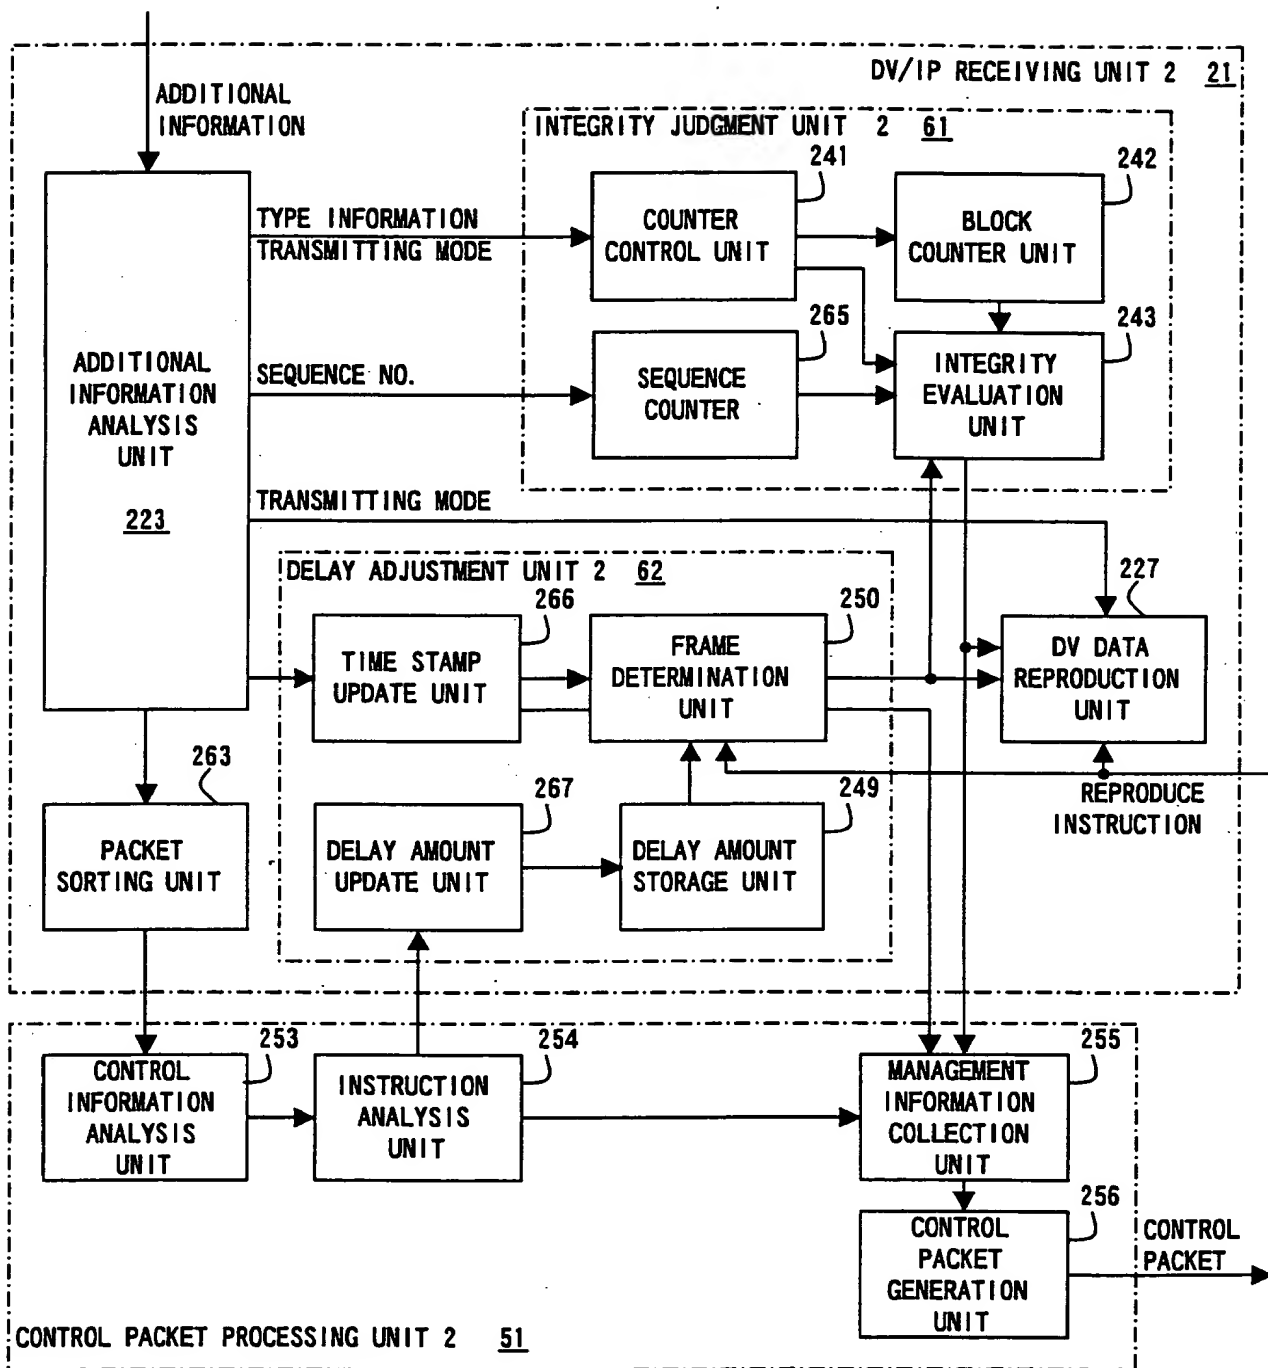 DV/IP RECEIVING UNIT 2 21
ADDITIONAL
INFORMATION
INTEGRITY JUDGMENT UNIT 2 61
241
242
TYPE INFORMATION
TRANSMITTING MODE
COUNTER
CONTROL UNIT
BLOCK
COUNTER UNIT
265
243
ADDITIONAL
INFORMATION
ANALYSIS
UNIT
223
SEQUENCE NO.
SEQUENCE
COUNTER
INTEGRITY
EVALUATION
UNIT
TRANSMITTING MODE
DELAY ADJUSTMENT UNIT 2 62
266
250
227
TIME STAMP
UPDATE UNIT
FRAME
DETERMINATION
UNIT
DV DATA
REPRODUCTION
UNIT
263
267
249
REPRODUCE
INSTRUCTION
PACKET
SORTING UNIT
DELAY AMOUNT
UPDATE UNIT
DELAY AMOUNT
STORAGE UNIT
253
254
255
CONTROL
INFORMATION
ANALYSIS
UNIT
INSTRUCTION
ANALYSIS
UNIT
MANAGEMENT
INFORMATION
COLLECTION
UNIT
256
CONTROL
PACKET
GENERATION
UNIT
CONTROL
PACKET
CONTROL PACKET PROCESSING UNIT 2 51